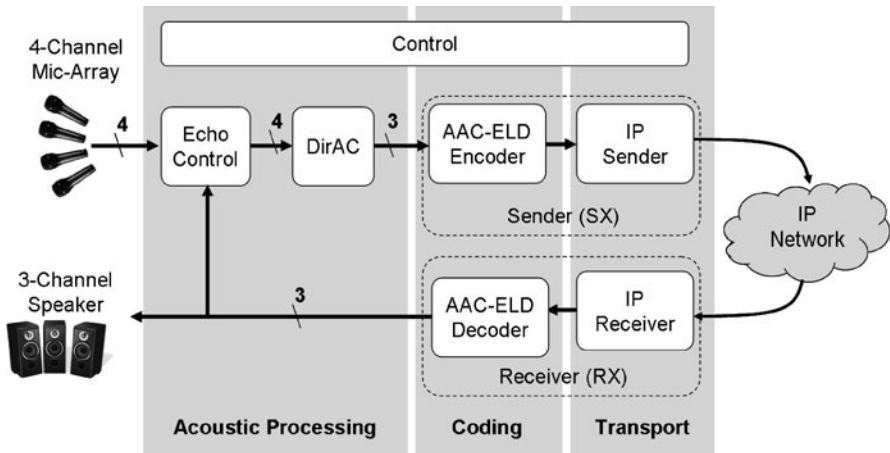 Control
4-Channel
Mic-Array
4
Echo
Control
4
DirAC
3
AAC-ELD
Encoder
IP
Sender
Sender (SX)
IP
Network
3-Channel
Speaker
3
AAC-ELD
Decoder
IP
Receiver
Receiver (RX)
Acoustic Processing
Coding
Transport